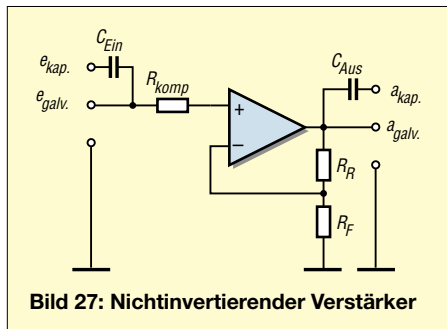 C_Ein
C_Aus
e_kap.
a_kap.
R_komp
e_galv.
+
a_galv.
−
R_R
R_F
Bild 27: Nichtinvertierender Verstärker